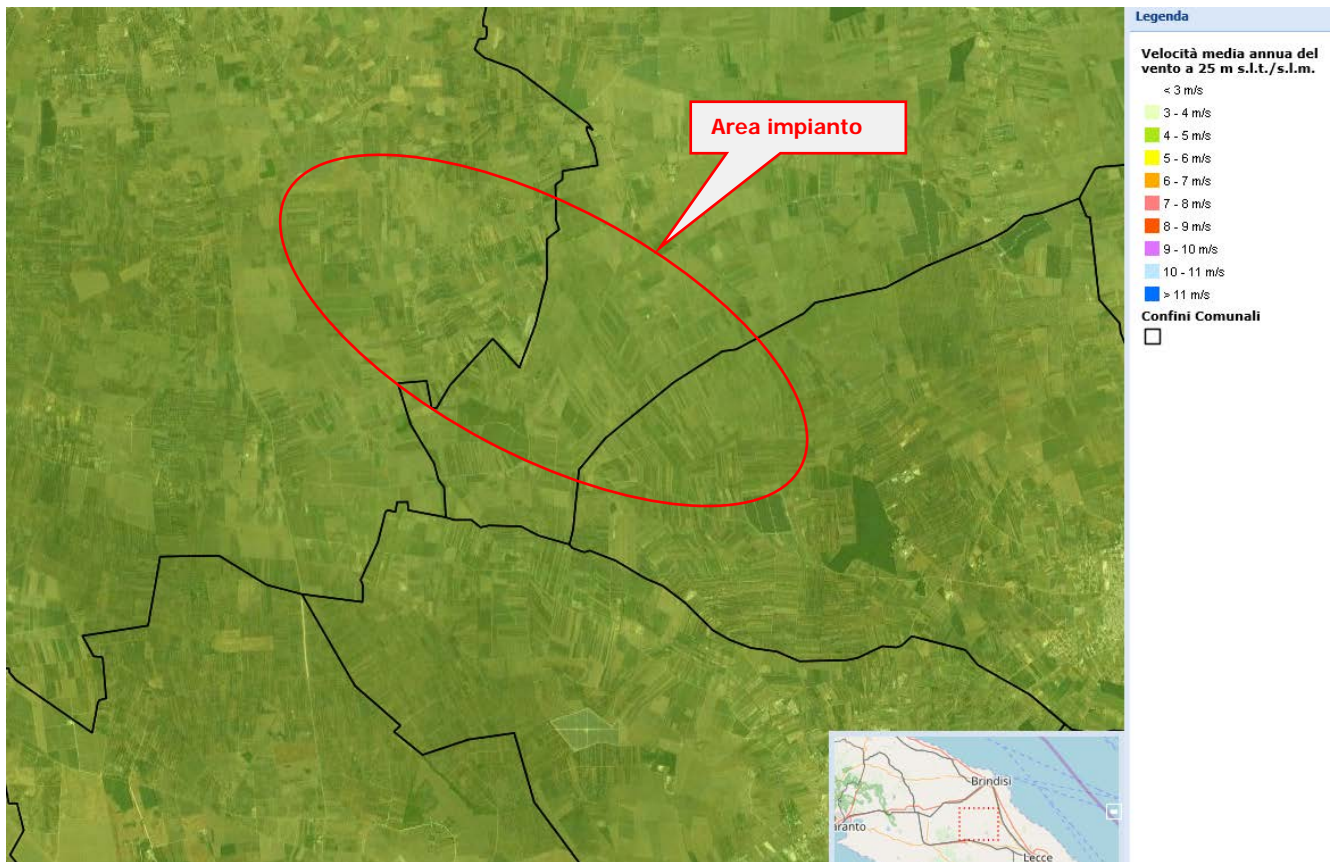 Legenda
Velocità media annua del
vento a 25 m s.l.t./s.l.m.
< 3 m/s
3 - 4 m/s
4 - 5 m/s
5 - 6 m/s
6 - 7 m/s
7 - 8 m/s
8 - 9 m/s
9 - 10 m/s
10 - 11 m/s
> 11 m/s
Confini Comunali
Area impianto
Brindisi
aranto
Lecce